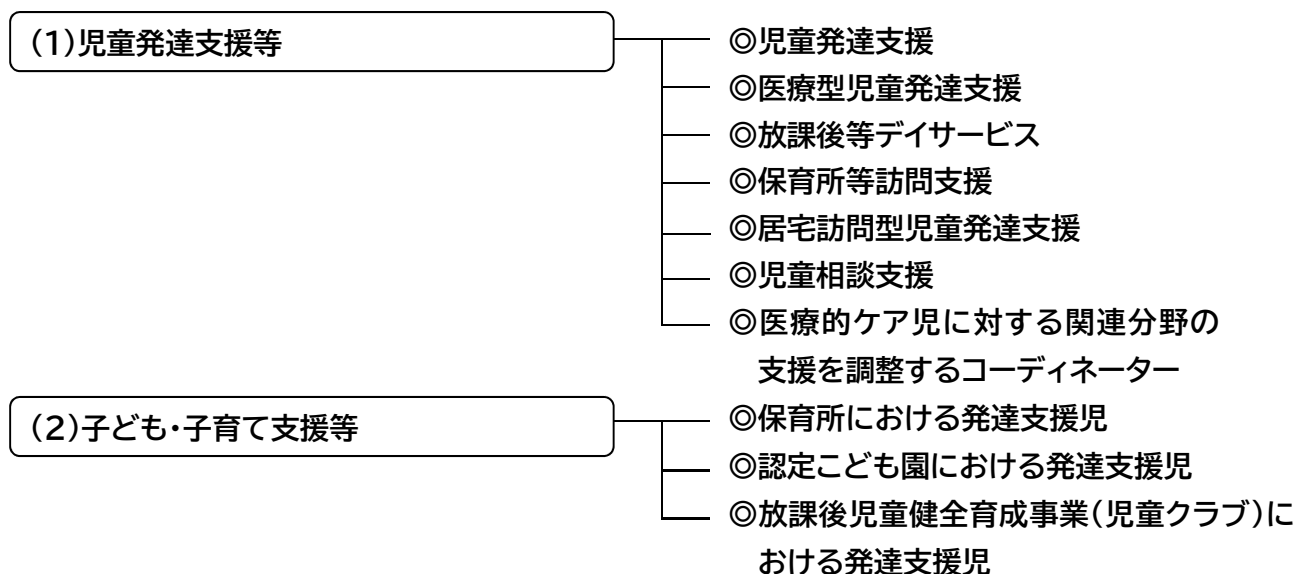 (1)児童発達支援等
◎児童発達支援
◎医療型児童発達支援
◎放課後等デイサービス
◎保育所等訪問支援
◎居宅訪問型児童発達支援
◎児童相談支援
◎医療的ケア児に対する関連分野の
支援を調整するコーディネーター
(2)子ども・子育て支援等
◎保育所における発達支援児
◎認定こども園における発達支援児
◎放課後児童健全育成事業(児童クラブ)に
おける発達支援児